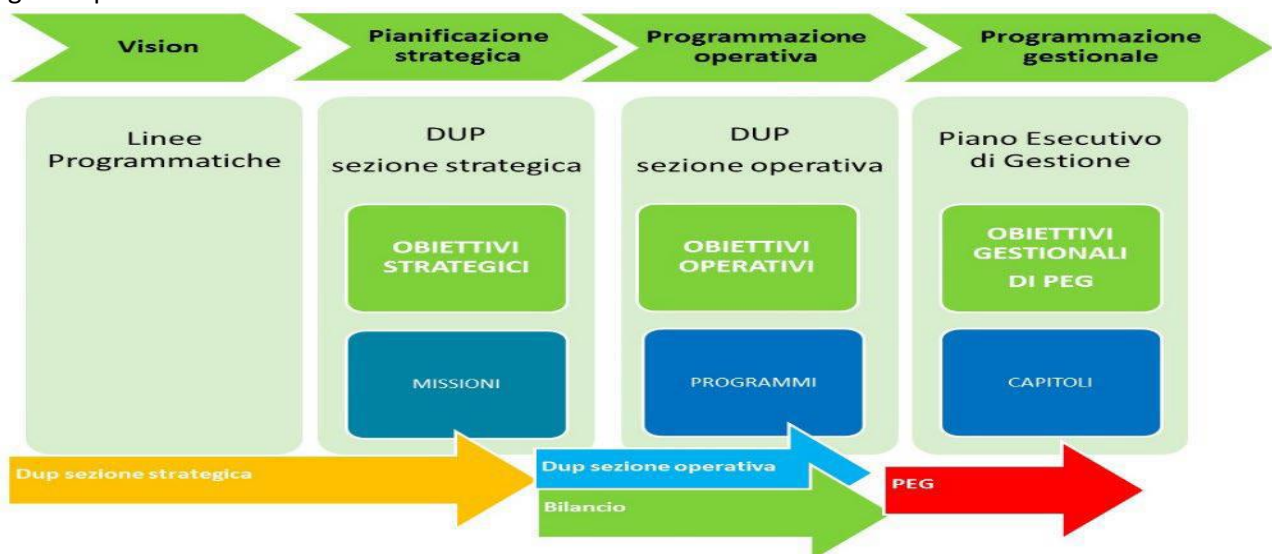 Vision
Pianificazione
strategica
Programmazione
operativa
Programmazione
gestionale
Linee
Programmatiche
DUP
sezione strategica
DUP
sezione operativa
Piano Esecutivo
di Gestione
OBIETTIVI
STRATEGICI
OBIETTIVI
OPERATIVI
OBIETTIVI
GESTIONALI
DI PEG
MISSIONI
PROGRAMMI
CAPITOLI
Dup sezione strategica
Dup sezione operativa
Bilancio
PEG